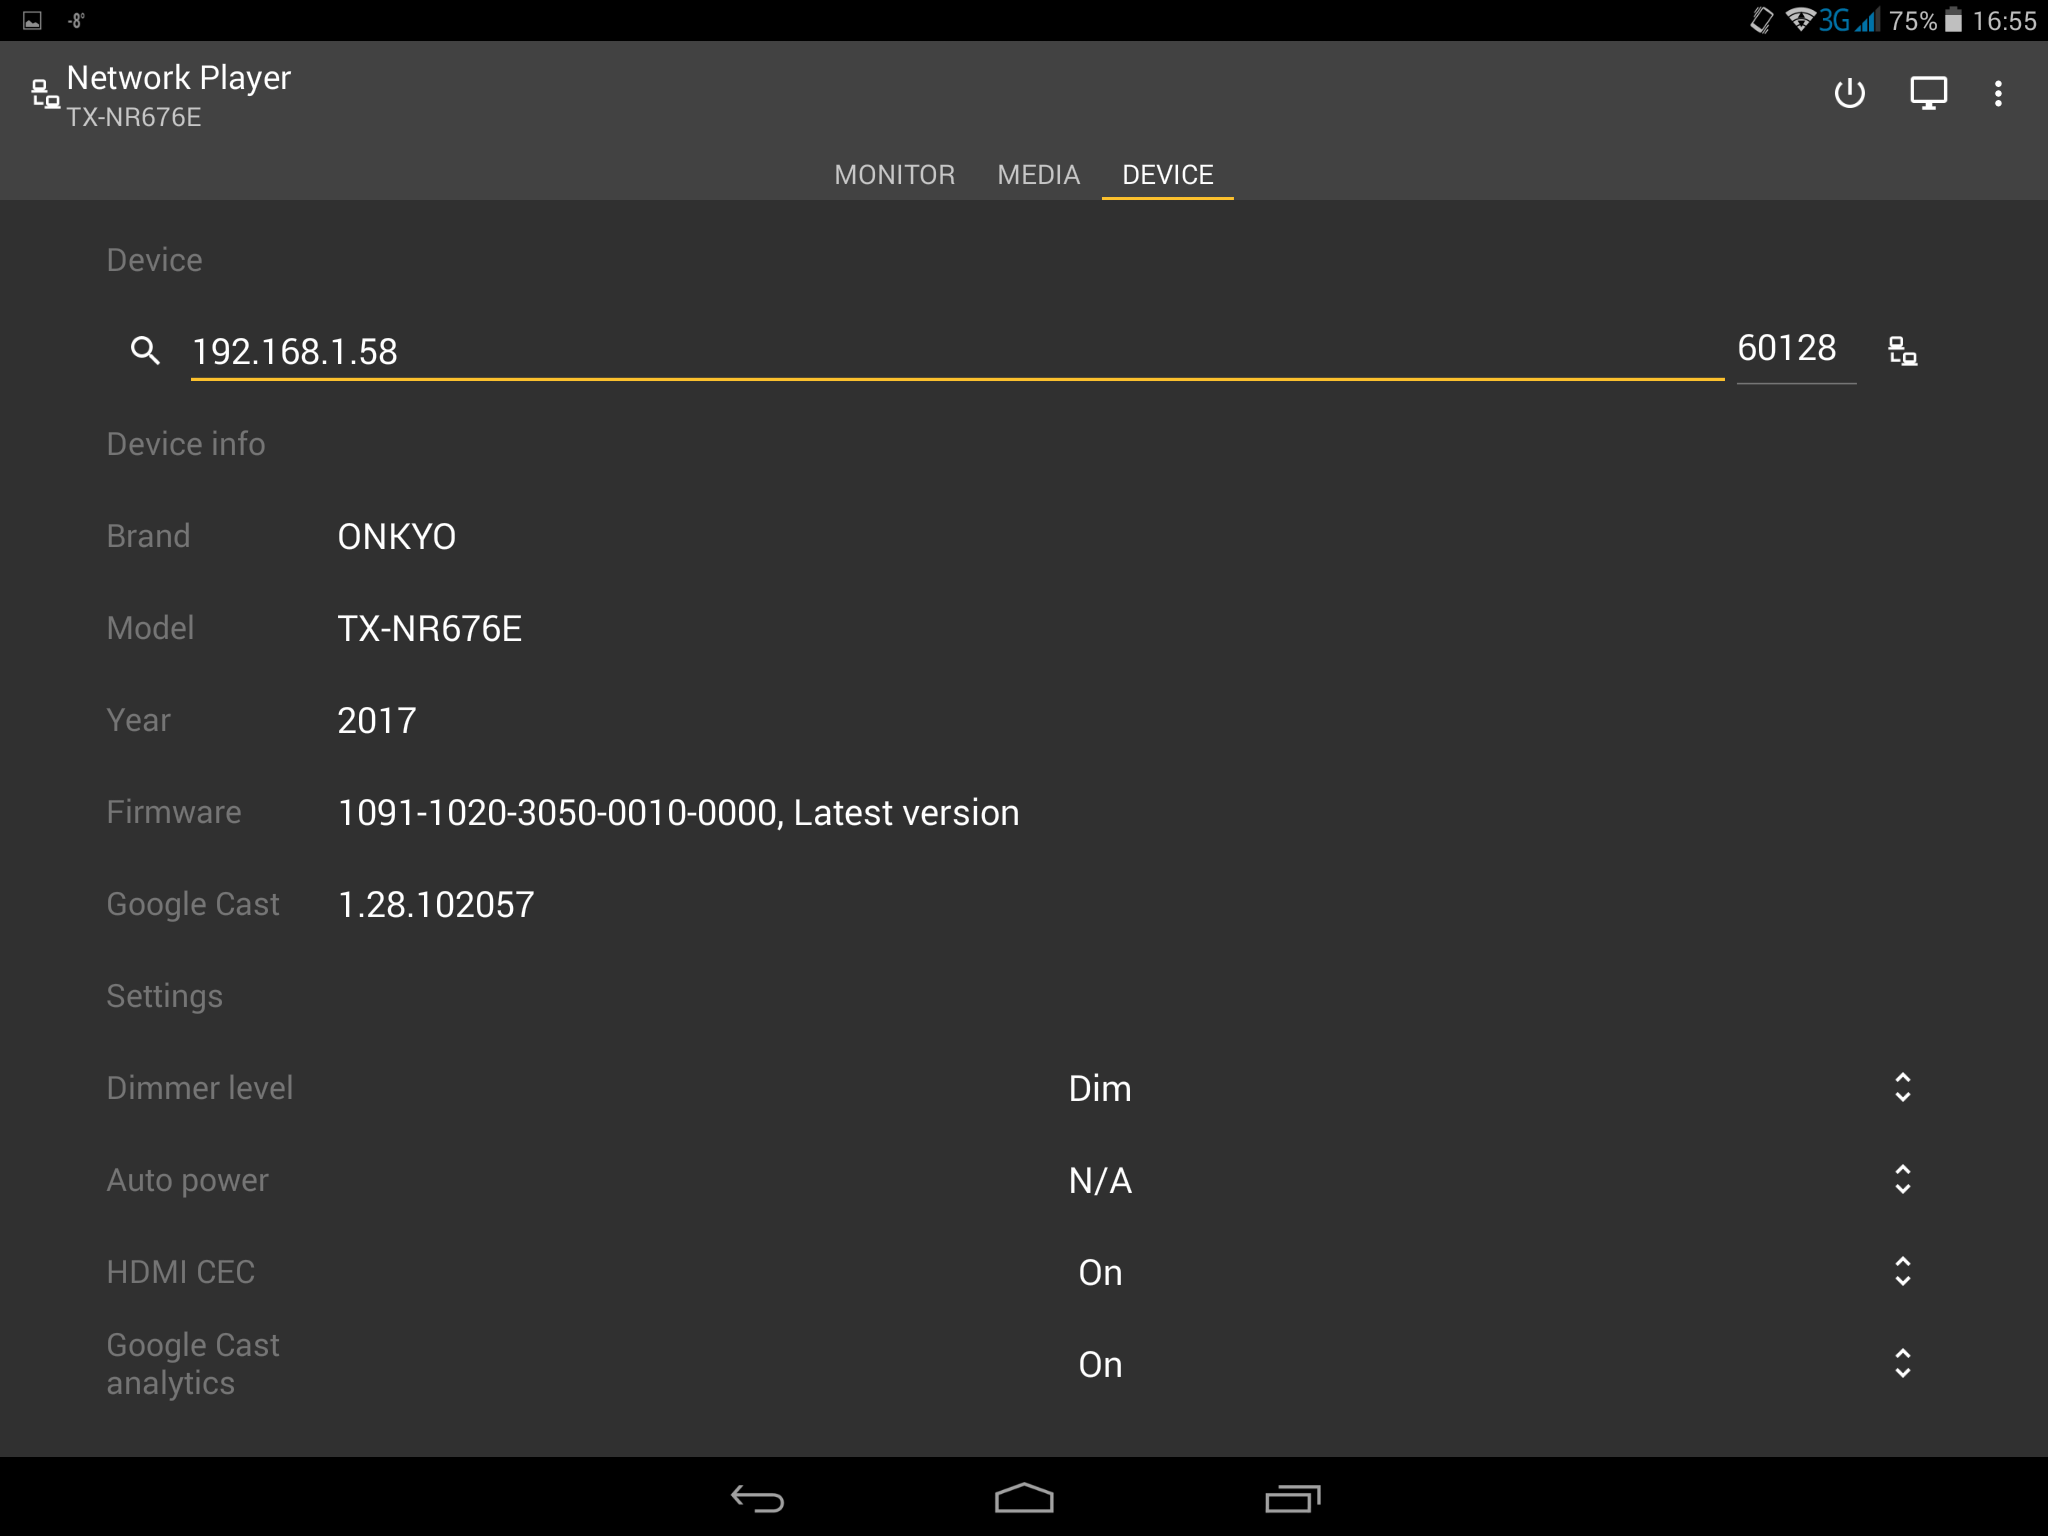 -8°
3G 75% 16:55
Network Player
TX-NR676E
MONITOR MEDIA DEVICE
Device
192.168.1.58 60128
Device info
Brand ONKYO
Model TX-NR676E
Year 2017
Firmware 1091-1020-3050-0010-0000, Latest version
Google Cast 1.28.102057
Settings
Dimmer level Dim
Auto power N/A
HDMI CEC On
Google Cast
analytics On